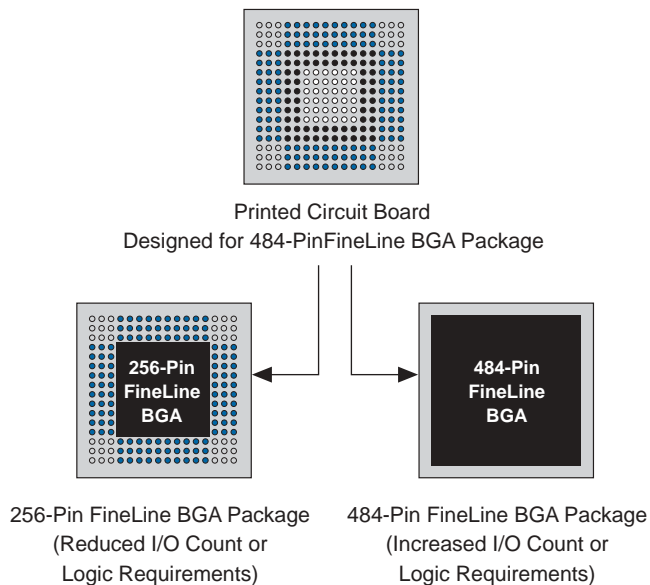 Printed Circuit Board
Designed for 484-PinFineLine BGA Package
256-Pin
FineLine
BGA
484-Pin
FineLine
BGA
256-Pin FineLine BGA Package
(Reduced I/O Count or
Logic Requirements)
484-Pin FineLine BGA Package
(Increased I/O Count or
Logic Requirements)